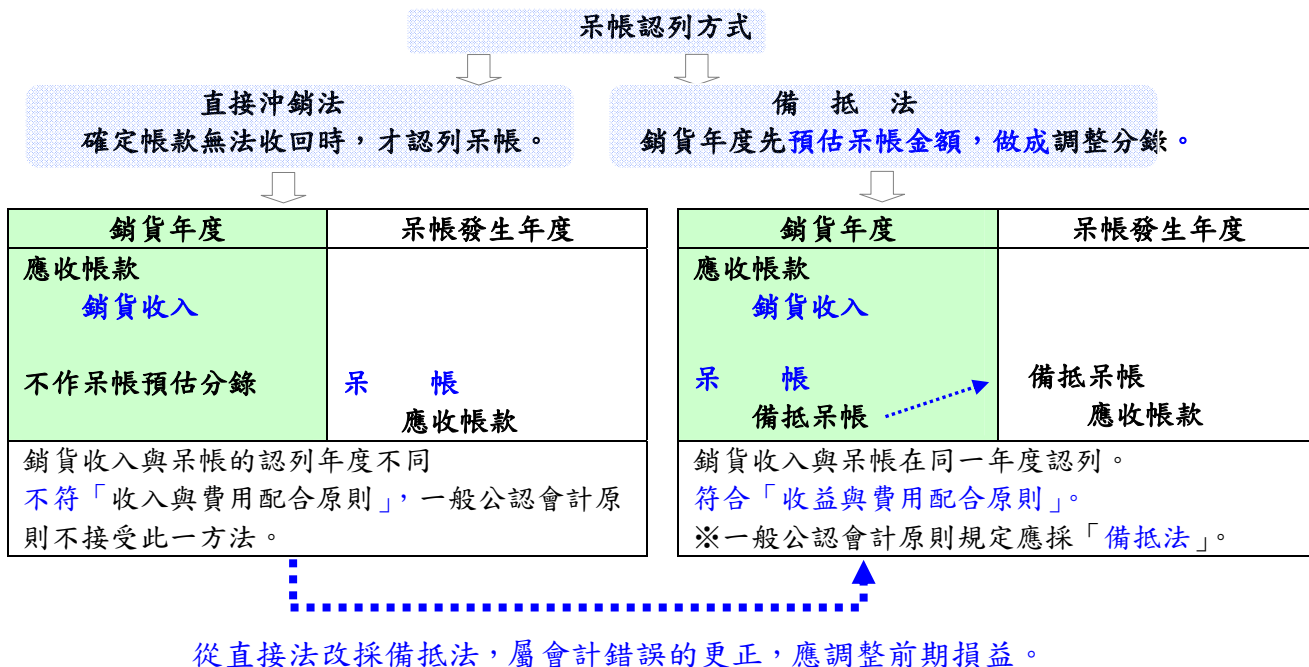 呆帳認列方式
直接沖銷法
確定帳款無法收回時，才認列呆帳。
備 抵 法
銷貨年度先預估呆帳金額，做成調整分錄。
銷貨年度 呆帳發生年度
應收帳款
銷貨收入
不作呆帳預估分錄 呆 帳
應收帳款
銷貨收入與呆帳的認列年度不同
不符「收入與費用配合原則」，一般公認會計原
則不接受此一方法。
銷貨年度 呆帳發生年度
應收帳款
銷貨收入
呆 帳 備抵呆帳
備抵呆帳 應收帳款
銷貨收入與呆帳在同一年度認列。
符合「收益與費用配合原則」。
※一般公認會計原則規定應採「備抵法」。
從直接法改採備抵法，屬會計錯誤的更正，應調整前期損益。